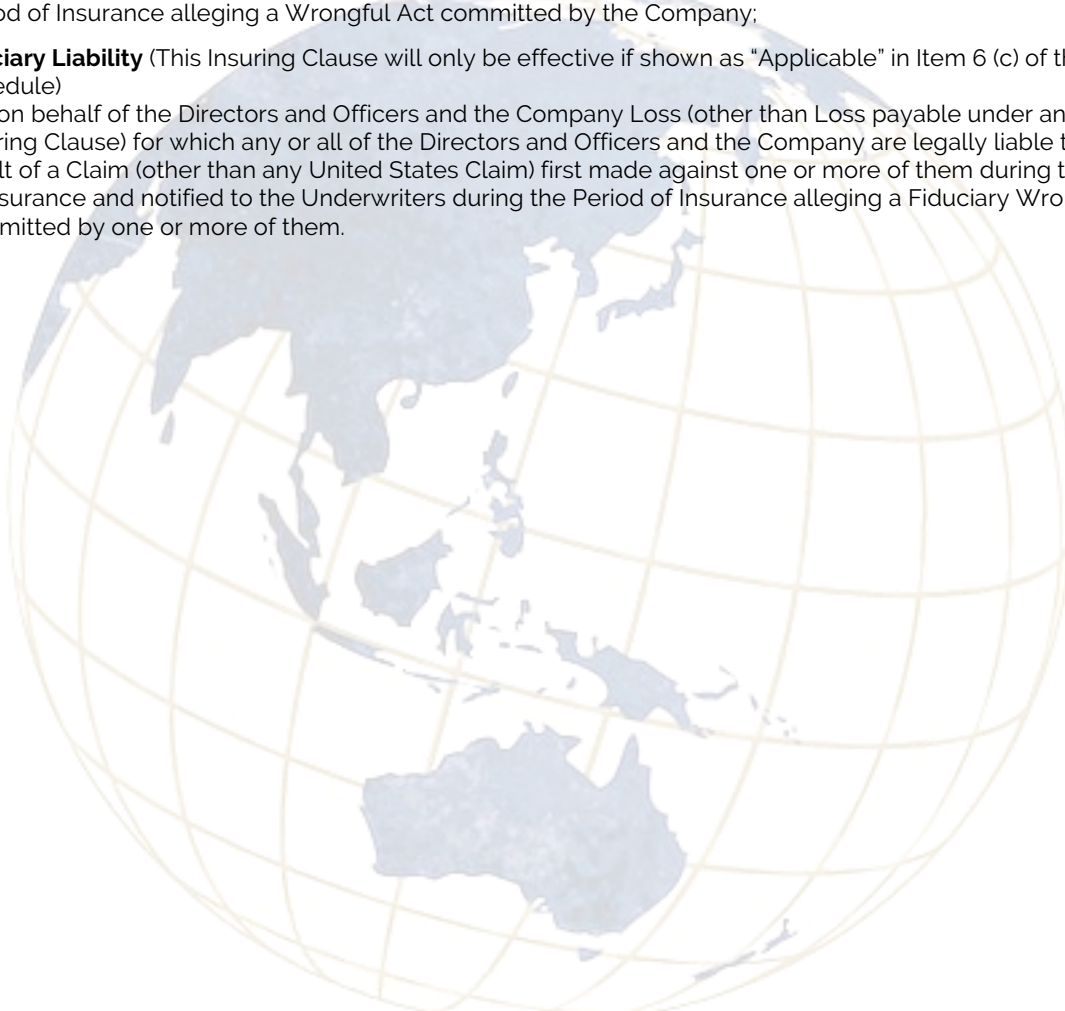 od of Insurance alleging a Wrongful Act committed by the Company;
ciary Liability (This Insuring Clause will only be effective if shown as “Applicable” in Item 6 (c) of th
edule)
on behalf of the Directors and Officers and the Company Loss (other than Loss payable under an
ring Clause) for which any or all of the Directors and Officers and the Company are legally liable t
lt of a Claim (other than any United States Claim) first made against one or more of them during t
surance and notified to the Underwriters during the Period of Insurance alleging a Fiduciary Wro
mitted by one or more of them.